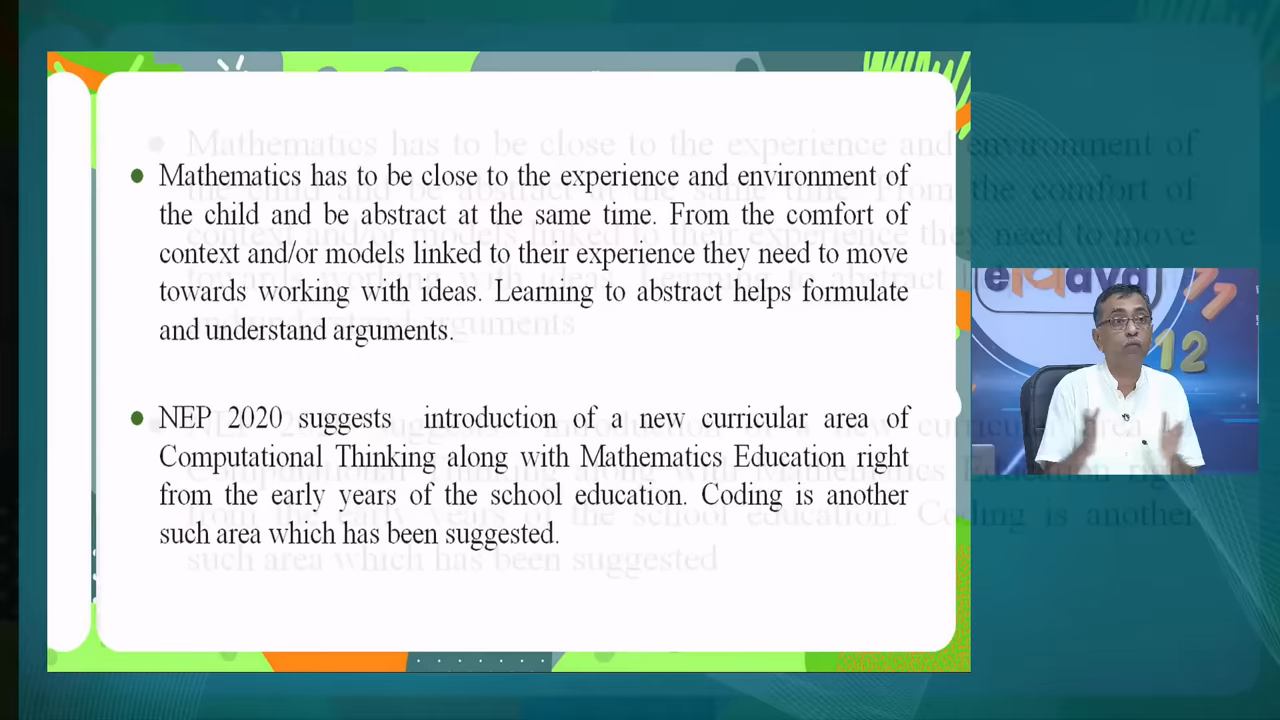 Mathematics has to be close to the experience and environment of
the child and be abstract at the same time. From the comfort of
context and/or models linked to their experience they need to move
towards working with ideas. Learning to abstract helps formulate
and understand arguments.
NEP 2020 suggests introduction of a new curricular area of
Computational Thinking along with Mathematics Education right
from the early years of the school education. Coding is another
such area which has been suggested.
12